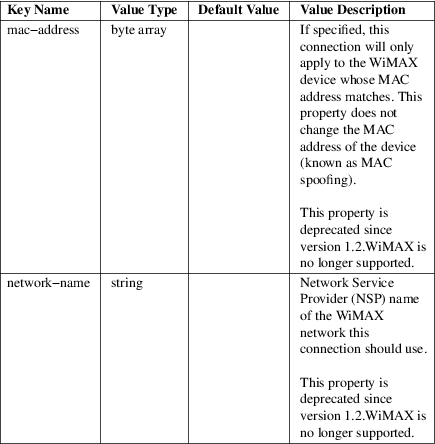 Key Name Value Type Default Value Value Description
mac−address byte array If specified, this
connection will only
apply to the WiMAX
device whose MAC
address matches. This
property does not
change the MAC
address of the device
(known as MAC
spoofing).
This property is
deprecated since
version 1.2.WiMAX is
no longer supported.
network−name string Network Service
Provider (NSP) name
of the WiMAX
network this
connection should use.
This property is
deprecated since
version 1.2.WiMAX is
no longer supported.